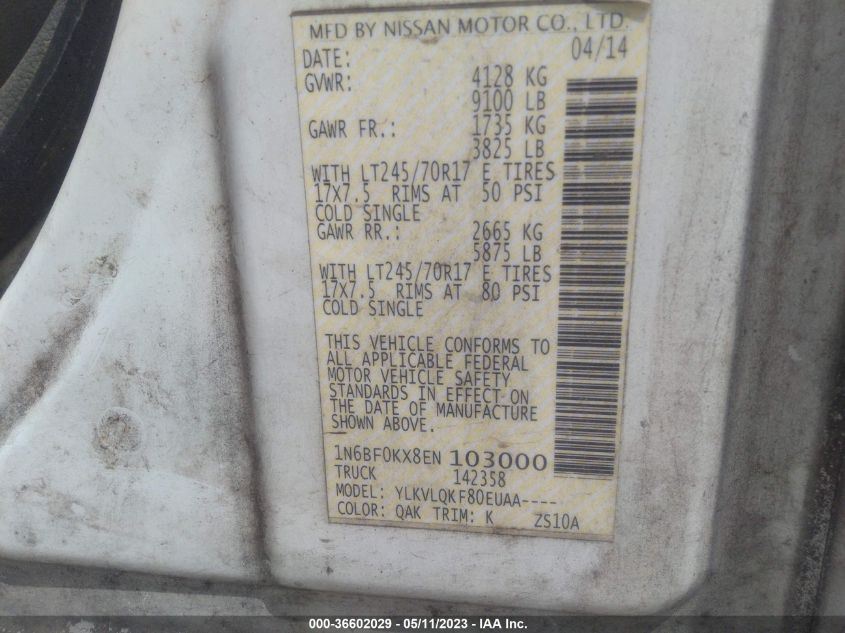 MFD BY NISSAN MOTOR CO., LTD.
DATE: 04/14
GVWR: 4128 KG
9100 LB
GAWR FR.: 1735 KG
3825 LB
WITH LT245/70R17 E TIRES
17X7.5 RIMS AT 50 PSI
COLD SINGLE
GAWR RR.: 2665 KG
5875 LB
WITH LT245/70R17 E TIRES
17X7.5 RIMS AT 80 PSI
COLD SINGLE
THIS VEHICLE CONFORMS TO
ALL APPLICABLE FEDERAL
MOTOR VEHICLE SAFETY
STANDARDS IN EFFECT ON
THE DATE OF MANUFACTURE
SHOWN ABOVE.
1N6BF0KX8EN 103000
TRUCK 142358
MODEL: YLKVLQKF80EUAA----
COLOR: QAK TRIM: K ZS10A
000-36602029 - 05/11/2023 - IAA Inc.